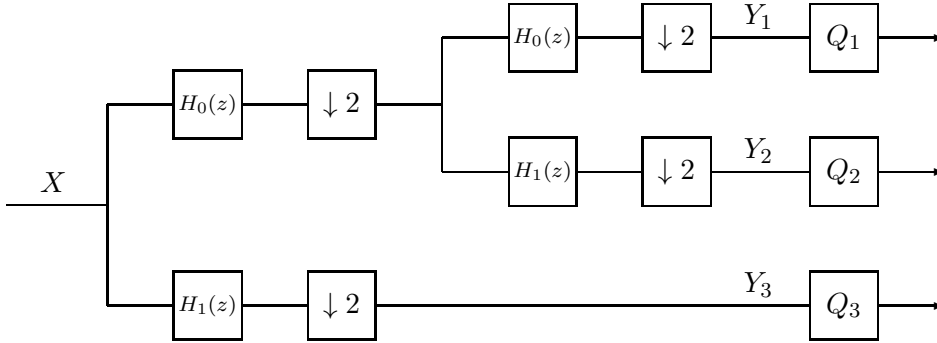 H₀(z) ↓ 2 Y₁ Q₁
H₀(z) ↓ 2
H₁(z) ↓ 2 Y₂ Q₂
X
H₁(z) ↓ 2 Y₃ Q₃